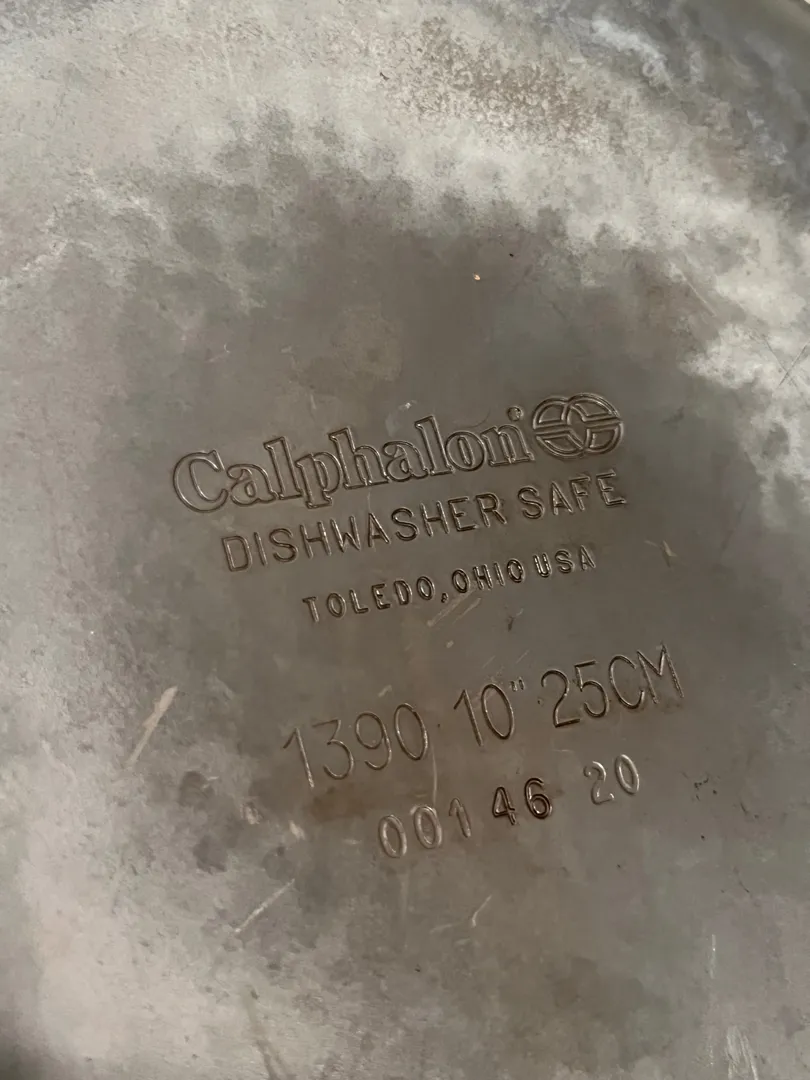 Calphalon®
DISHWASHER SAFE
TOLEDO, OHIO USA
1390 10" 25CM
001 46 20